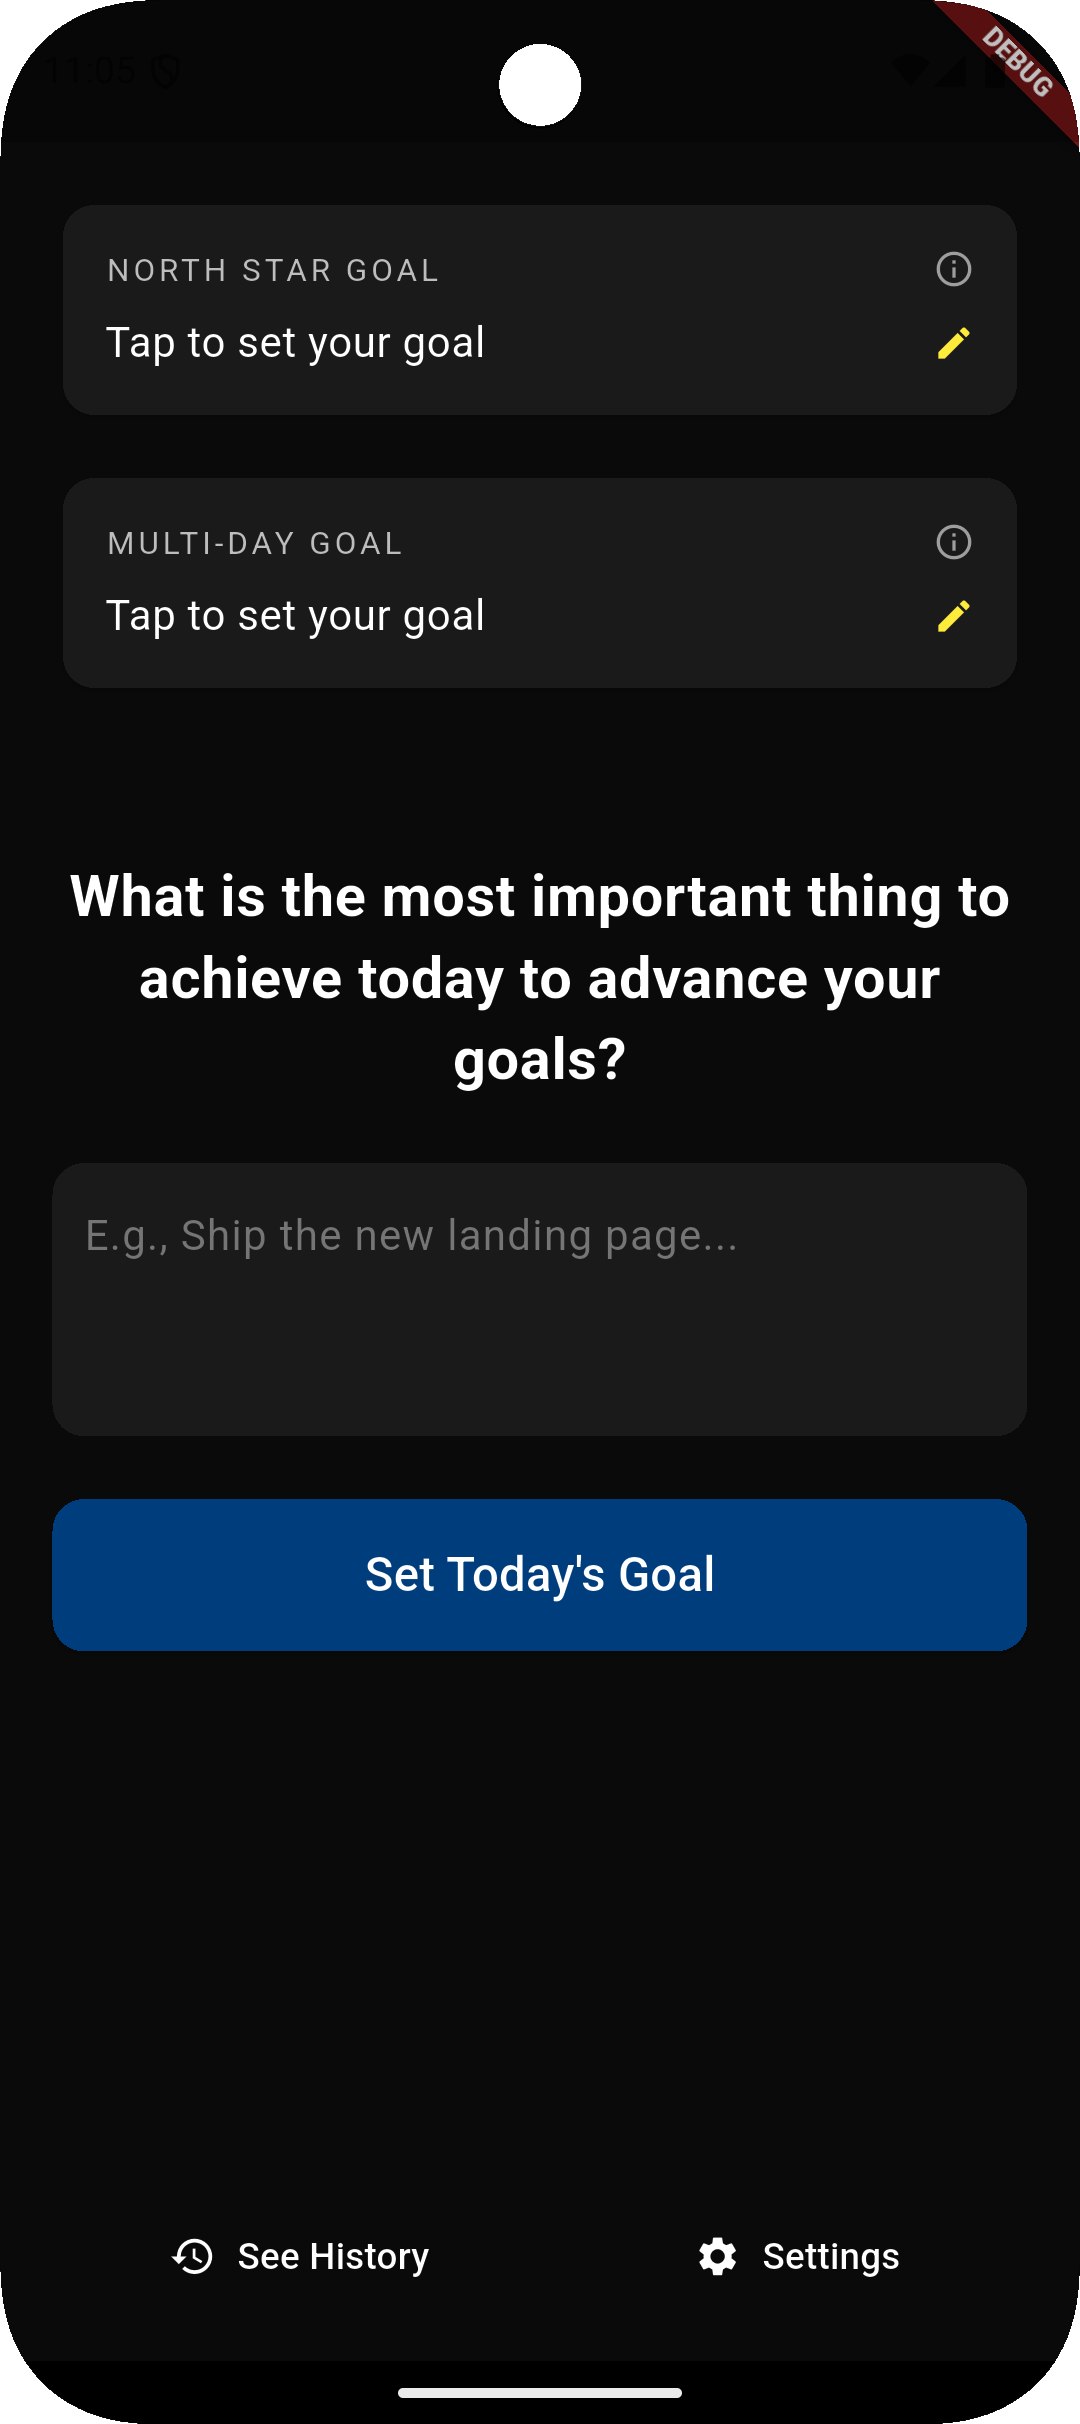 11:05
DEBUG
NORTH STAR GOAL
Tap to set your goal
MULTI-DAY GOAL
Tap to set your goal
What is the most important thing to
achieve today to advance your
goals?
E.g., Ship the new landing page...
Set Today's Goal
See History
Settings